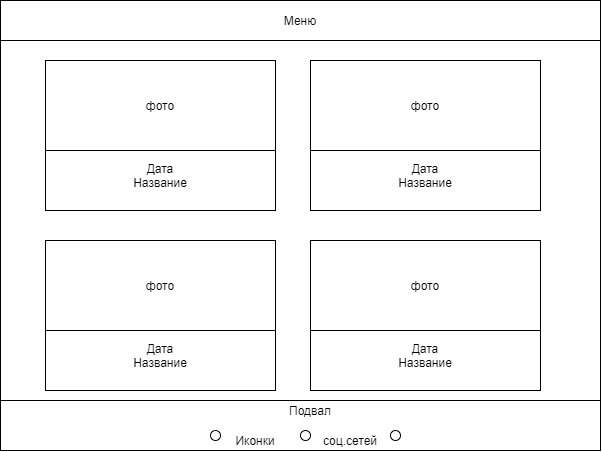 Меню
фото
фото
Дата
Название
Дата
Название
фото
фото
Дата
Название
Дата
Название
Подвал
Иконки соц.сетей